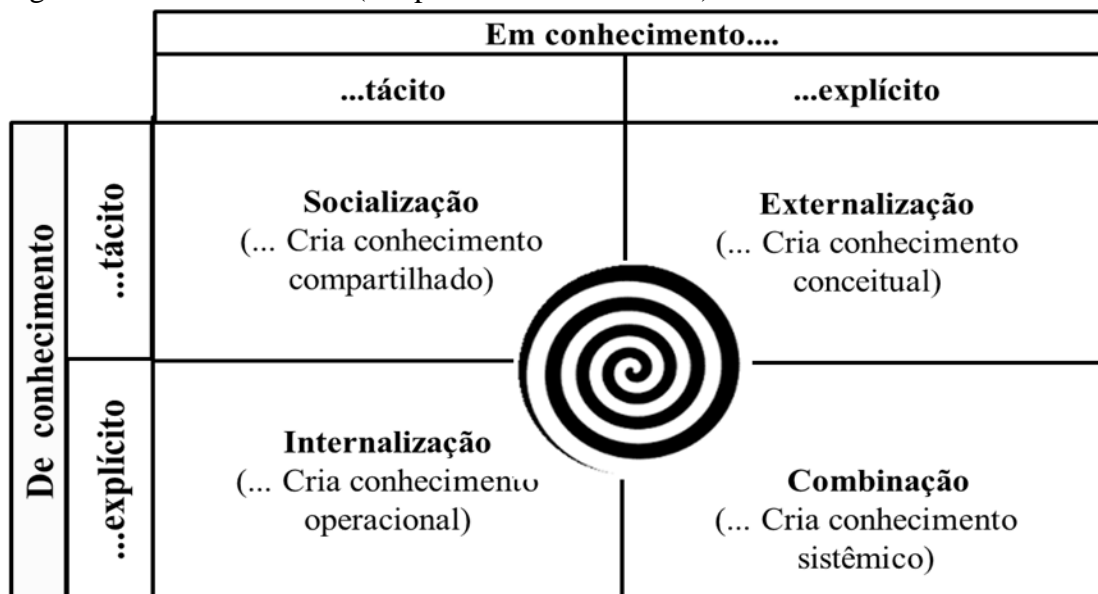 Em conhecimento....
...tácito
...explícito
De conhecimento
...tácito
Socialização
(... Cria conhecimento
compartilhado)
Externalização
(... Cria conhecimento
conceitual)
...explícito
Internalização
(... Cria conhecimento
operacional)
Combinação
(... Cria conhecimento
sistêmico)